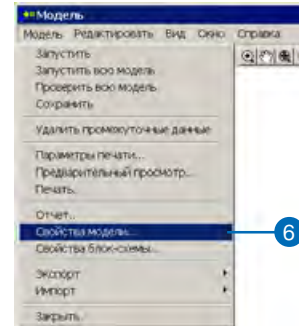 Модель
Модель Редактировать Вид Окно Справка
Запустить
Запустить всю модель
Проверить всю модель
Сохранить
Удалить промежуточные данные
Параметры печати...
Предварительный просмотр...
Печать...
Отчет...
Свойства модели...
6
Свойства блок-схемы...
Экспорт
Импорт
Закрыть